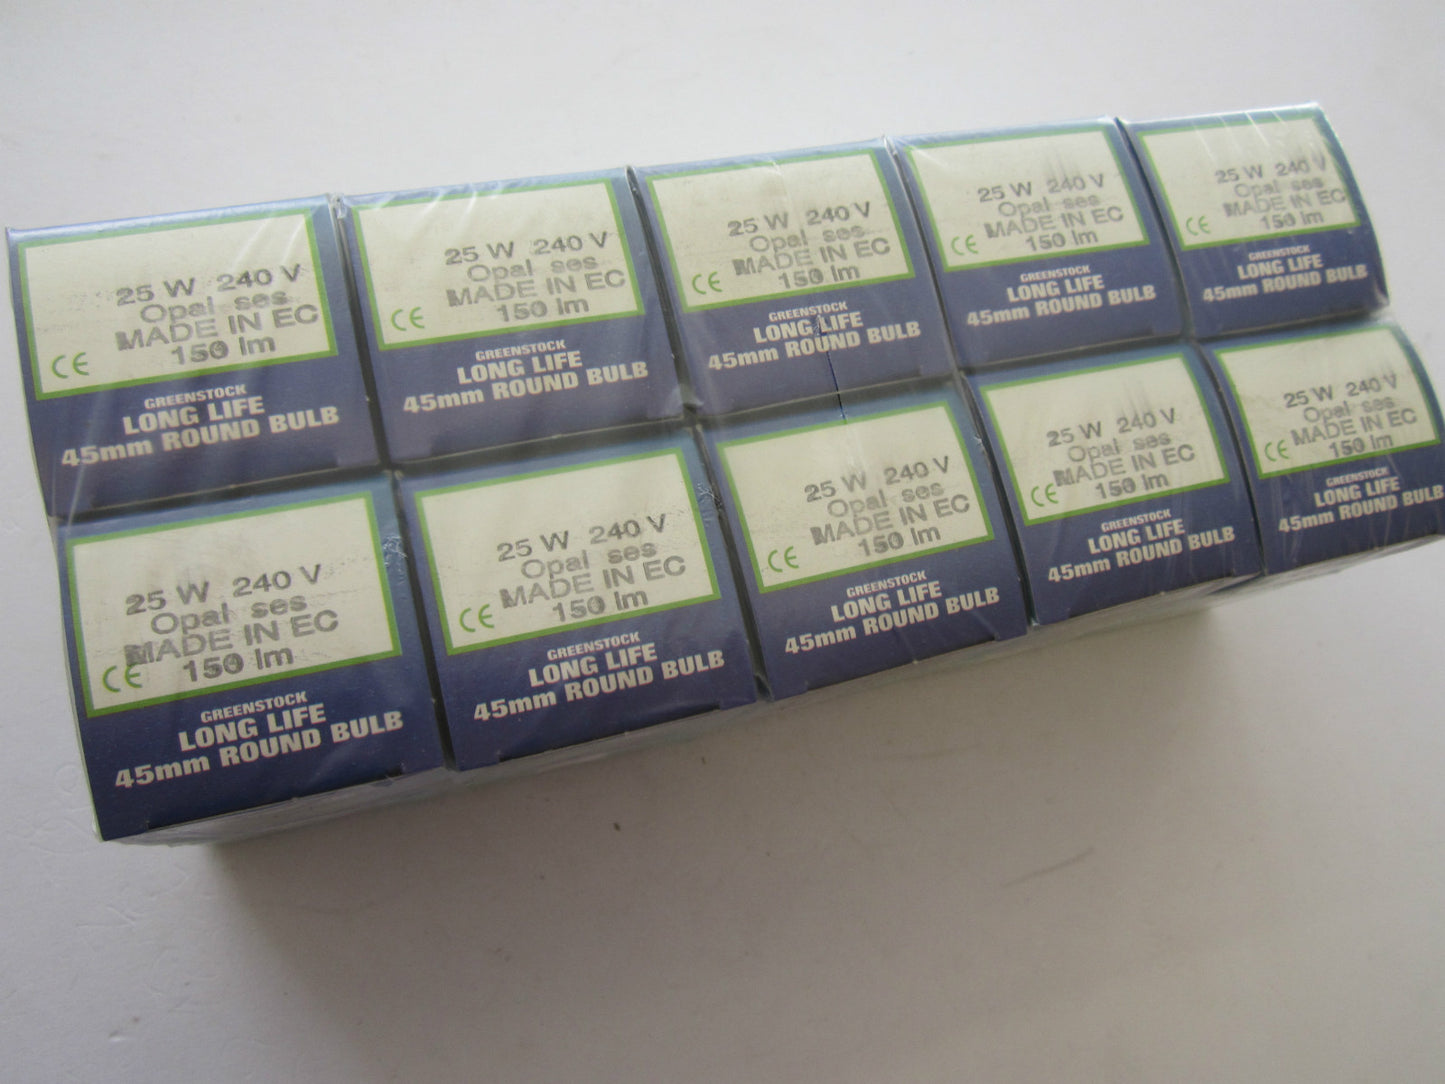 25 W 240 V
Opal ses
MADE IN EC
150 lm
CE
GREENSTOCK
LONG LIFE
45mm ROUND BULB
25 W 240 V
Opal ses
MADE IN EC
150 lm
CE
GREENSTOCK
LONG LIFE
45mm ROUND BULB
25 W 240 V
Opal ses
MADE IN EC
150 lm
CE
GREENSTOCK
LONG LIFE
45mm ROUND BULB
25 W 240 V
Opal ses
MADE IN EC
150 lm
CE
GREENSTOCK
LONG LIFE
45mm ROUND BULB
25 W 240 V
Opal ses
MADE IN EC
150 lm
CE
GREENSTOCK
LONG LIFE
45mm ROUND BULB
25 W 240 V
Opal ses
MADE IN EC
150 lm
CE
GREENSTOCK
LONG LIFE
45mm ROUND BULB
25 W 240 V
Opal ses
MADE IN EC
150 lm
CE
GREENSTOCK
LONG LIFE
45mm ROUND BULB
25 W 240 V
Opal ses
MADE IN EC
150 lm
CE
GREENSTOCK
LONG LIFE
45mm ROUND BULB
25 W 240 V
Opal ses
MADE IN EC
150 lm
CE
GREENSTOCK
LONG LIFE
45mm ROUND BULB
25 W 240 V
Opal ses
MADE IN EC
150 lm
CE
GREENSTOCK
LONG LIFE
45mm ROUND BULB